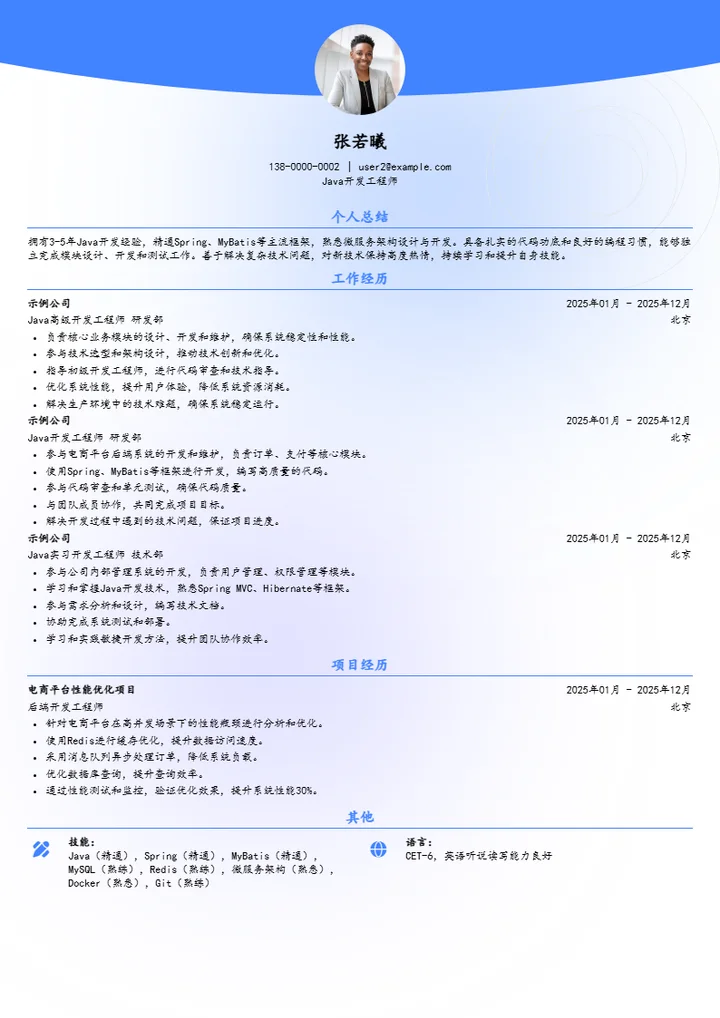 张若曦
138-0000-0002 | user2@example.com
Java开发工程师
个人总结
拥有3-5年Java开发经验，精通Spring、MyBatis等主流框架，熟悉微服务架构设计与开发。具备扎实的代码功底和良好的编程习惯，能够独
立完成模块设计、开发和测试工作。善于解决复杂技术问题，对新技术保持高度热情，持续学习和提升自身技能。
工作经历
示例公司 2025年01月 - 2025年12月
Java高级开发工程师 研发部 北京
• 负责核心业务模块的设计、开发和维护，确保系统稳定性和性能。
• 参与技术选型和架构设计，推动技术创新和优化。
• 指导初级开发工程师，进行代码审查和技术指导。
• 优化系统性能，提升用户体验，降低系统资源消耗。
• 解决生产环境中的技术难题，确保系统稳定运行。
示例公司 2025年01月 - 2025年12月
Java开发工程师 研发部 北京
• 参与电商平台后端系统的开发和维护，负责订单、支付等核心模块。
• 使用Spring、MyBatis等框架进行开发，编写高质量的代码。
• 参与代码审查和单元测试，确保代码质量。
• 与团队成员协作，共同完成项目目标。
• 解决开发过程中遇到的技术问题，保证项目进度。
示例公司 2025年01月 - 2025年12月
Java实习开发工程师 技术部 北京
• 参与公司内部管理系统的开发，负责用户管理、权限管理等模块。
• 学习和掌握Java开发技术，熟悉Spring MVC、Hibernate等框架。
• 参与需求分析和设计，编写技术文档。
• 协助完成系统测试和部署。
• 学习和实践敏捷开发方法，提升团队协作效率。
项目经历
电商平台性能优化项目 2025年01月 - 2025年12月
后端开发工程师 北京
• 针对电商平台在高并发场景下的性能瓶颈进行分析和优化。
• 使用Redis进行缓存优化，提升数据访问速度。
• 采用消息队列异步处理订单，降低系统负载。
• 优化数据库查询，提升查询效率。
• 通过性能测试和监控，验证优化效果，提升系统性能30%。
其他
技能：
Java（精通）, Spring（精通）, MyBatis（精通）,
MySQL（熟练）, Redis（熟练）, 微服务架构（熟悉）,
Docker（熟悉）, Git（熟练）
语言：
CET-6, 英语听说读写能力良好